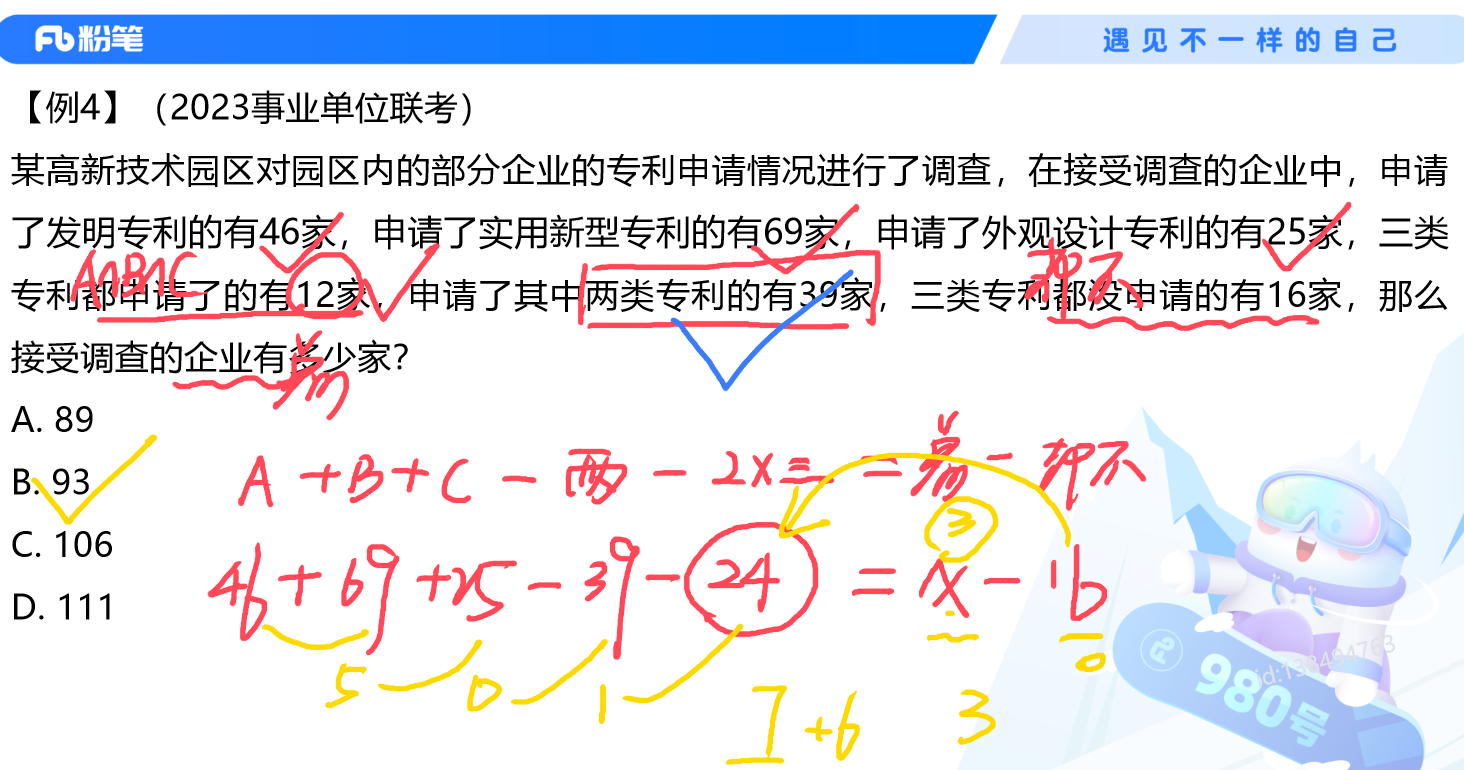 粉笔
遇见不一样的自己
【例4】（2023事业单位联考）
某高新技术园区对园区内的部分企业的专利申请情况进行了调查，在接受调查的企业中，申请
了发明专利的有46家，申请了实用新型专利的有69家，申请了外观设计专利的有25家，三类
A∩B∩C
都不
专利都申请了的有12家，申请了其中两类专利的有39家，三类专利都没申请的有16家，那么
接受调查的企业有多少家？
总
A. 89
B. 93
C. 106
D. 111
A+B+C-两-2×三=总-都不
46+69+25-39-24=x-16
③
5 0 1 0
7+6 3
980号
id:138494763